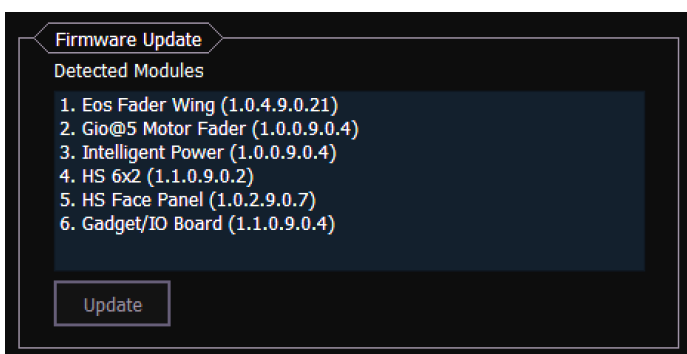 Firmware Update
Detected Modules
1. Eos Fader Wing (1.0.4.9.0.21)
2. Gio@5 Motor Fader (1.0.0.9.0.4)
3. Intelligent Power (1.0.0.9.0.4)
4. HS 6x2 (1.1.0.9.0.2)
5. HS Face Panel (1.0.2.9.0.7)
6. Gadget/IO Board (1.1.0.9.0.4)
Update